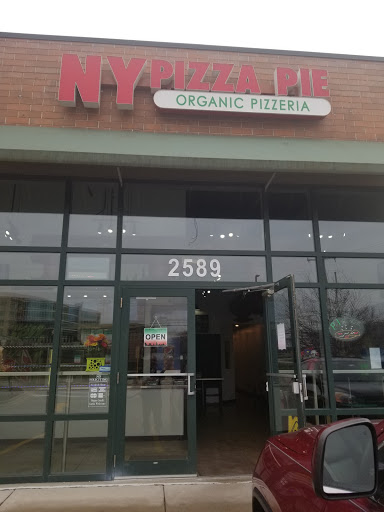 NY PIZZA PIE
ORGANIC PIZZERIA
2589
OPEN